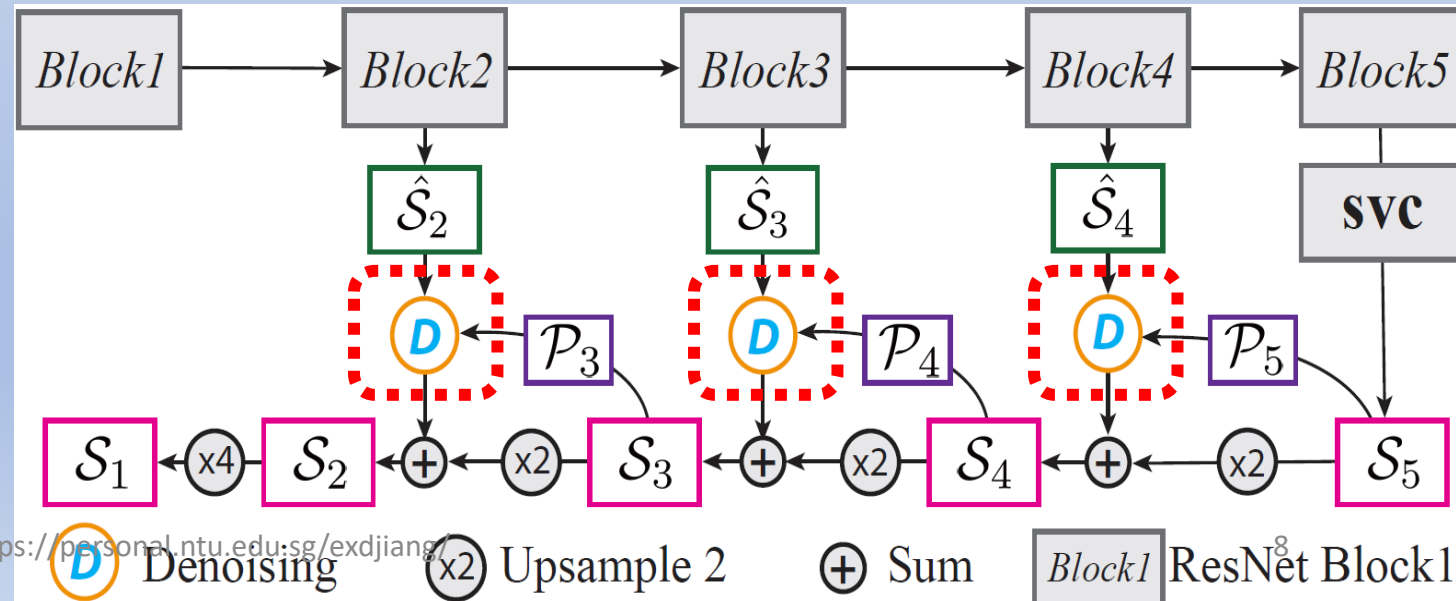 Block1 Block2 Block3 Block4 Block5
Ŝ₂ Ŝ₃ Ŝ₄ svc
D D D
P₃ P₄ P₅
S₁ x4 S₂ + x2 S₃ + x2 S₄ + x2 S₅
ps://personal.ntu.edu.sg/exdjiang/ 8
D Denoising x2 Upsample 2 + Sum Block1 ResNet Block1